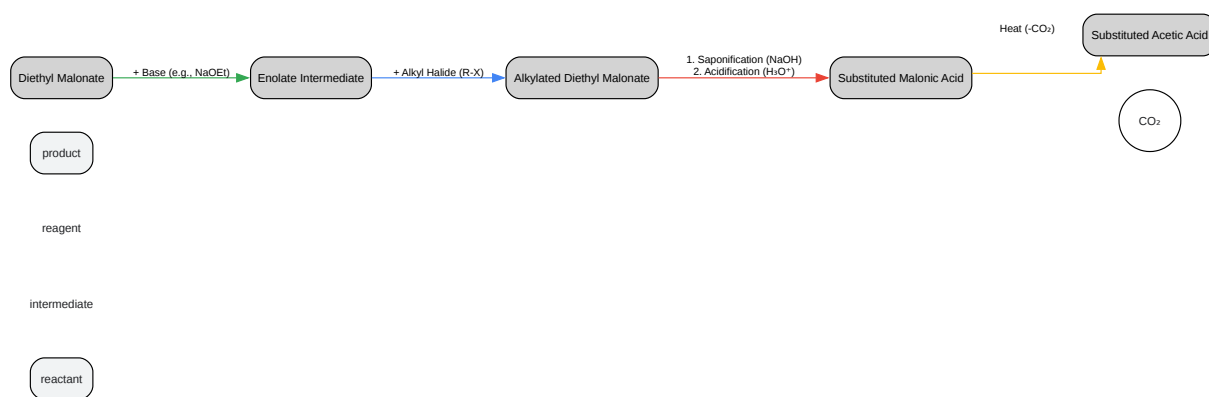 Heat (-CO₂)
Substituted Acetic Acid
Diethyl Malonate
+ Base (e.g., NaOEt)
Enolate Intermediate
+ Alkyl Halide (R-X)
Alkylated Diethyl Malonate
1. Saponification (NaOH)
2. Acidification (H₃O⁺)
Substituted Malonic Acid
CO₂
product
reagent
intermediate
reactant